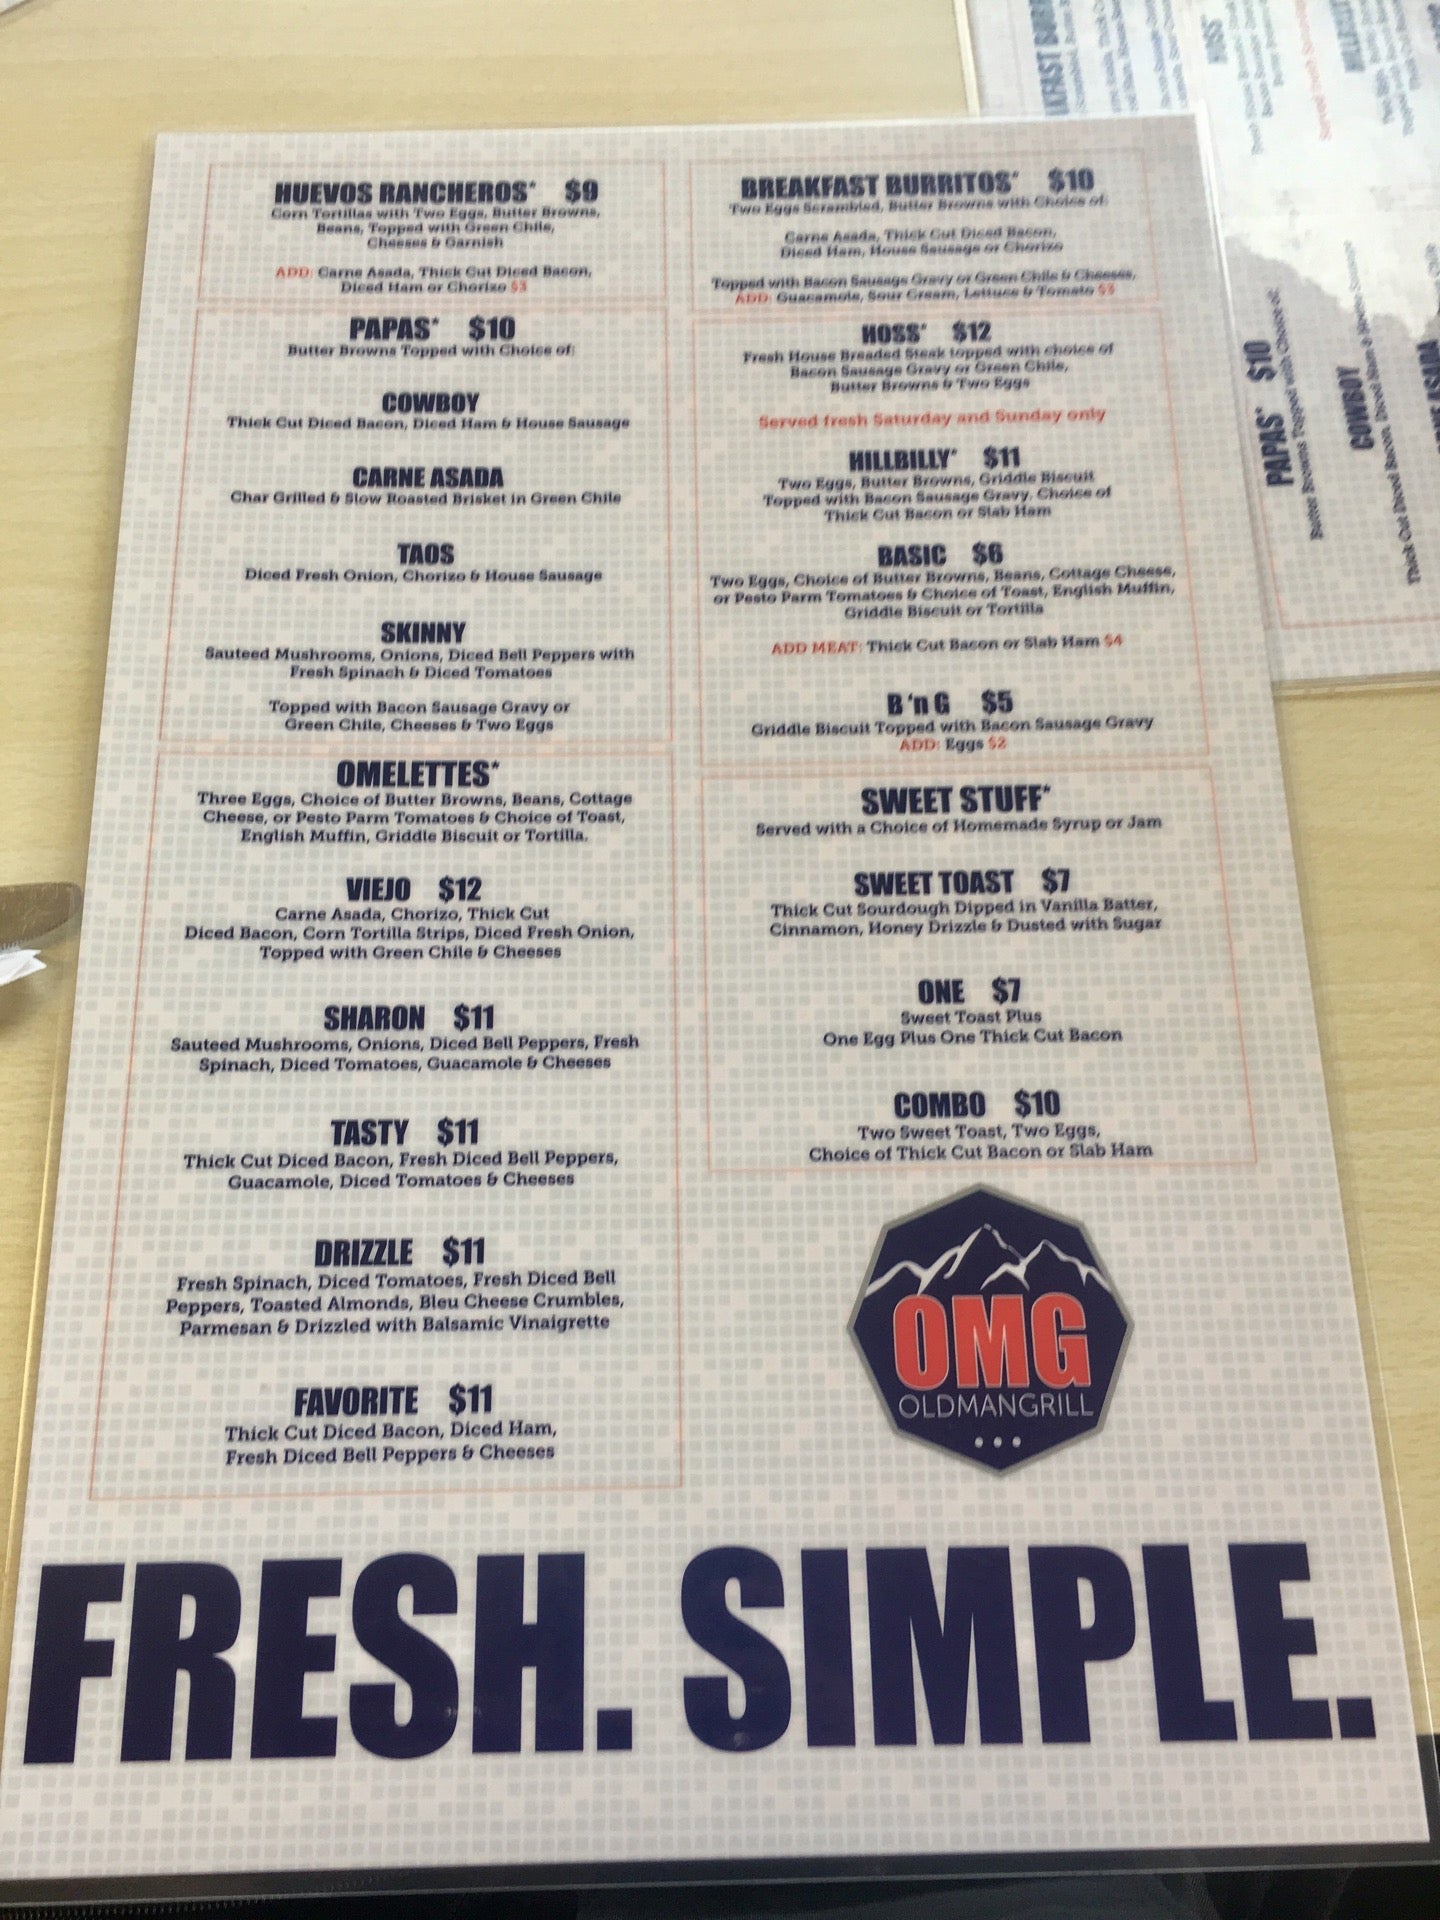 HUEVOS RANCHEROS* $9
Corn Tortillas with Two Eggs, Butter Browns,
Beans, Topped with Green Chile,
Cheeses & Garnish
ADD: Carne Asada, Thick Cut Diced Bacon,
Diced Ham or Chorizo $3
PAPAS* $10
Butter Browns Topped with Choice of:
COWBOY
Thick Cut Diced Bacon, Diced Ham & House Sausage
CARNE ASADA
Char Grilled & Slow Roasted Brisket in Green Chile
TAOS
Diced Fresh Onion, Chorizo & House Sausage
SKINNY
Sauteed Mushrooms, Onions, Diced Bell Peppers with
Fresh Spinach & Diced Tomatoes
Topped with Bacon Sausage Gravy or
Green Chile, Cheeses & Two Eggs
OMELETTES*
Three Eggs, Choice of Butter Browns, Beans, Cottage
Cheese, or Pesto Parm Tomatoes & Choice of Toast,
English Muffin, Griddle Biscuit or Tortilla.
VIEJO $12
Carne Asada, Chorizo, Thick Cut
Diced Bacon, Corn Tortilla Strips, Diced Fresh Onion,
Topped with Green Chile & Cheeses
SHARON $11
Sauteed Mushrooms, Onions, Diced Bell Peppers, Fresh
Spinach, Diced Tomatoes, Guacamole & Cheeses
TASTY $11
Thick Cut Diced Bacon, Fresh Diced Bell Peppers,
Guacamole, Diced Tomatoes & Cheeses
DRIZZLE $11
Fresh Spinach, Diced Tomatoes, Fresh Diced Bell
Peppers, Toasted Almonds, Bleu Cheese Crumbles,
Parmesan & Drizzled with Balsamic Vinaigrette
FAVORITE $11
Thick Cut Diced Bacon, Diced Ham,
Fresh Diced Bell Peppers & Cheeses
BREAKFAST BURRITOS* $10
Two Eggs Scrambled, Butter Browns with Choice of:
Carne Asada, Thick Cut Diced Bacon,
Diced Ham, House Sausage or Chorizo
Topped with Bacon Sausage Gravy or Green Chile & Cheeses,
ADD: Guacamole, Sour Cream, Lettuce & Tomato $3
HOSS* $12
Fresh House Breaded Steak topped with choice of
Bacon Sausage Gravy or Green Chile,
Butter Browns & Two Eggs
Served fresh Saturday and Sunday only
HILLBILLY* $11
Two Eggs, Butter Browns, Griddle Biscuit
Topped with Bacon Sausage Gravy. Choice of
Thick Cut Bacon or Slab Ham
BASIC $6
Two Eggs, Choice of Butter Browns, Beans, Cottage Cheese,
or Pesto Parm Tomatoes & Choice of Toast, English Muffin,
Griddle Biscuit or Tortilla
ADD MEAT: Thick Cut Bacon or Slab Ham $4
B 'n G $5
Griddle Biscuit Topped with Bacon Sausage Gravy
ADD: Eggs $2
SWEET STUFF*
Served with a Choice of Homemade Syrup or Jam
SWEET TOAST $7
Thick Cut Sourdough Dipped in Vanilla Batter,
Cinnamon, Honey Drizzle & Dusted with Sugar
ONE $7
Sweet Toast Plus
One Egg Plus One Thick Cut Bacon
COMBO $10
Two Sweet Toast, Two Eggs,
Choice of Thick Cut Bacon or Slab Ham
OMG
OLDMANGRILL
FRESH. SIMPLE.
PAPAS* $10
Butter Browns Topped with Choice of:
COWBOY
Thick Cut Diced Bacon, Diced Ham & House Sausage
HOSS*